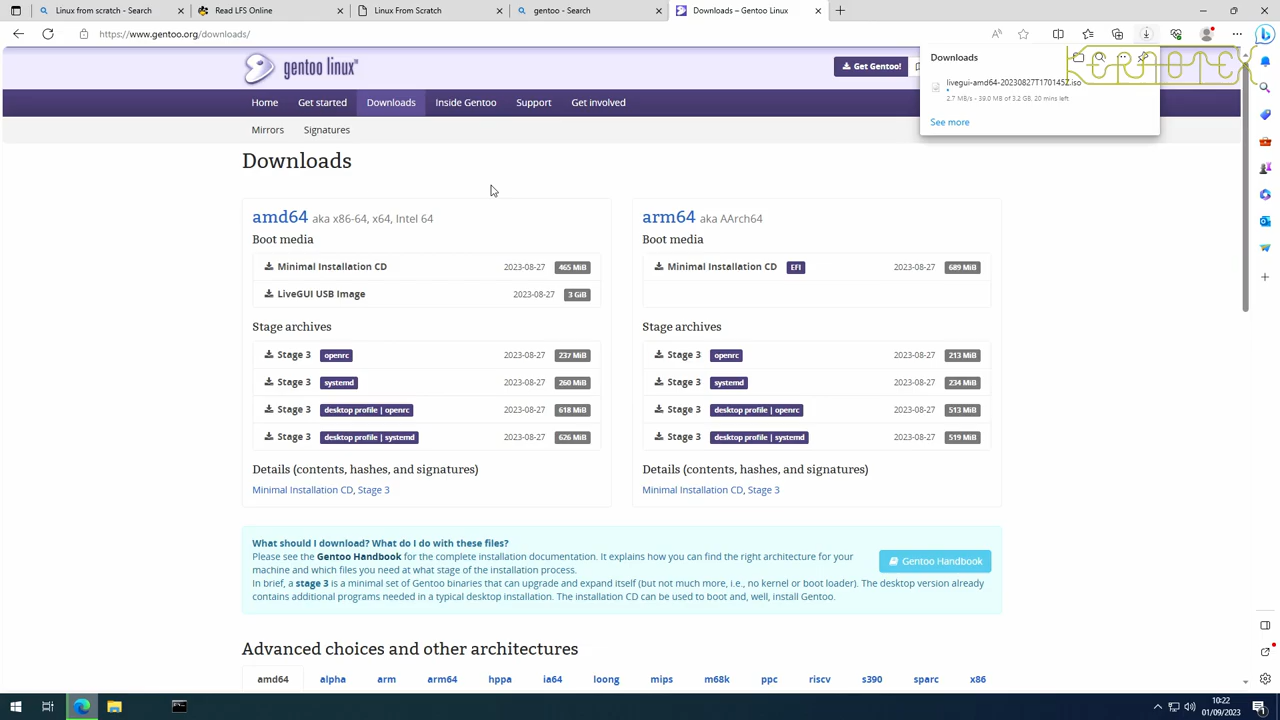 Linux from scratch - Search
Read LFS Online
Linux From Scratch
gentoo - Search
Downloads – Gentoo Linux
https://www.gentoo.org/downloads/
gentoo linux
Get Gentoo!
Downloads
livegui-amd64-20230827T170145Z.iso
2.7 MB/s - 39.0 MB of 3.2 GB, 20 mins left
See more
Home Get started Downloads Inside Gentoo Support Get involved
Mirrors Signatures
Downloads
amd64 aka x86-64, x64, Intel 64
Boot media
Minimal Installation CD 2023-08-27 465 MiB
LiveGUI USB Image 2023-08-27 3 GiB
Stage archives
Stage 3 openrc 2023-08-27 237 MiB
Stage 3 systemd 2023-08-27 260 MiB
Stage 3 desktop profile | openrc 2023-08-27 618 MiB
Stage 3 desktop profile | systemd 2023-08-27 626 MiB
Details (contents, hashes, and signatures)
Minimal Installation CD, Stage 3
arm64 aka AArch64
Boot media
Minimal Installation CD EFI 2023-08-27 689 MiB
Stage archives
Stage 3 openrc 2023-08-27 213 MiB
Stage 3 systemd 2023-08-27 234 MiB
Stage 3 desktop profile | openrc 2023-08-27 513 MiB
Stage 3 desktop profile | systemd 2023-08-27 519 MiB
Details (contents, hashes, and signatures)
Minimal Installation CD, Stage 3
What should I download? What do I do with these files?
Please see the Gentoo Handbook for the complete installation documentation. It explains how you can find the right architecture for your
machine and which files you need at what stage of the installation process.
In brief, a stage 3 is a minimal set of Gentoo binaries that can upgrade and expand itself (but not much more, i.e., no kernel or boot loader). The desktop version already
contains additional programs needed in a typical desktop installation. The installation CD can be used to boot and, well, install Gentoo.
Gentoo Handbook
Advanced choices and other architectures
amd64 alpha arm arm64 hppa ia64 loong mips m68k ppc riscv s390 sparc x86
10:22
01/09/2023